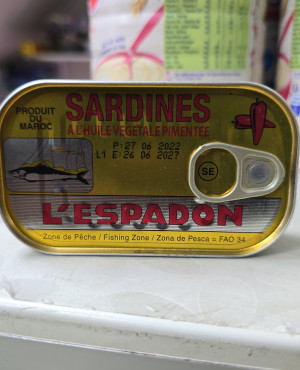 PRODUIT
DU
MAROC
SARDINES
A L'HUILE VEGETALE PIMENTEE
P:27 06 2022
L1 E:26 06 2027
SE
L'ESPADON
Zone de Pêche / Fishing Zone / Zona de Pesca = FAO 34